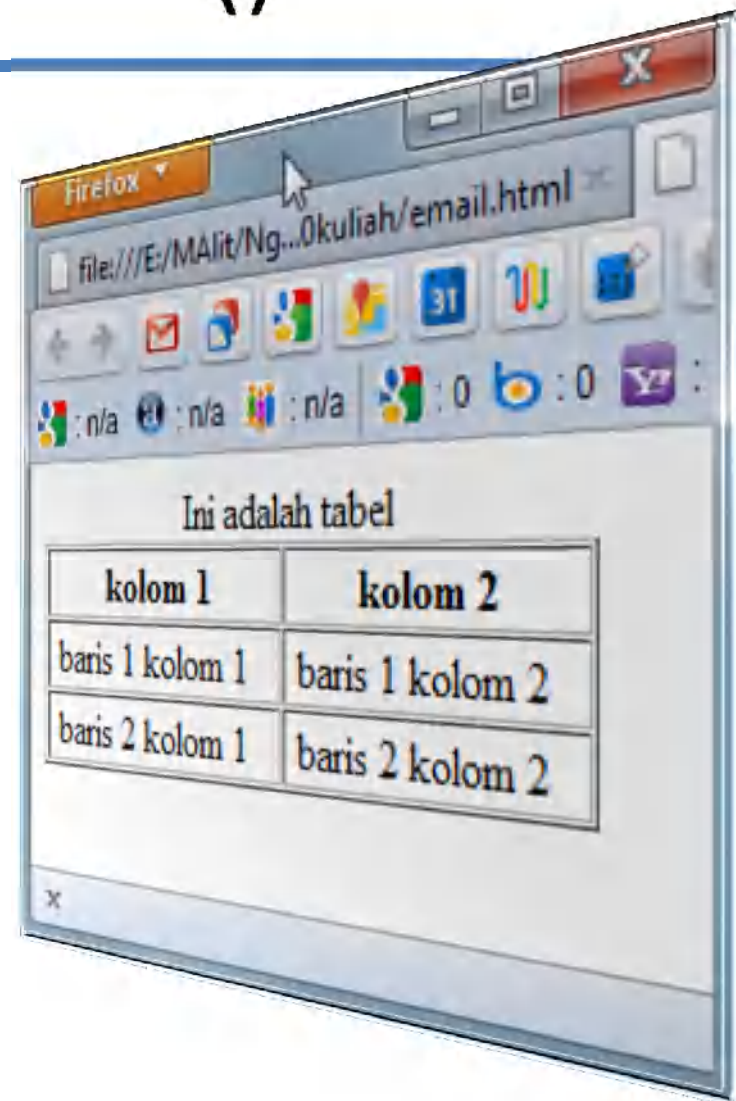 Firefox
file:///E:/MAlit/Ng...0kuliah/email.html
31
: n/a : n/a : n/a : 0 : 0 :
Ini adalah tabel
kolom 1 kolom 2
baris 1 kolom 1 baris 1 kolom 2
baris 2 kolom 1 baris 2 kolom 2
x